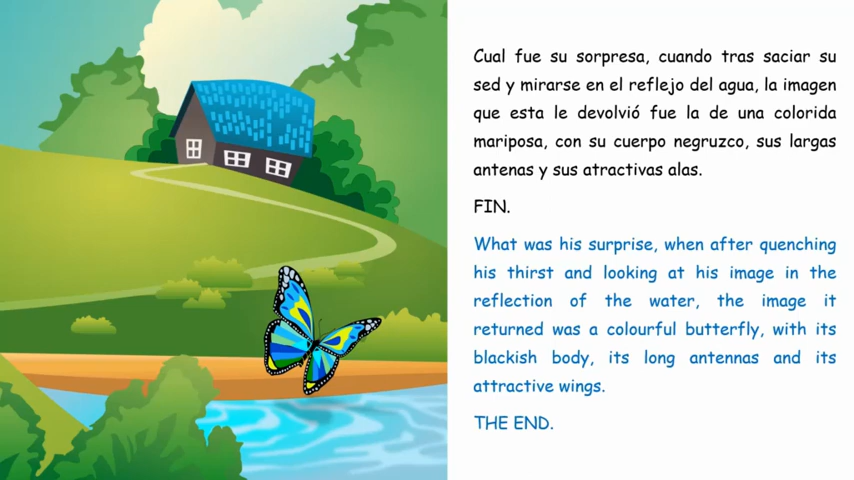 Cual fue su sorpresa, cuando tras saciar su
sed y mirarse en el reflejo del agua, la imagen
que esta le devolvió fue la de una colorida
mariposa, con su cuerpo negruzco, sus largas
antenas y sus atractivas alas.
FIN.
What was his surprise, when after quenching
his thirst and looking at his image in the
reflection of the water, the image it
returned was a colourful butterfly, with its
blackish body, its long antennas and its
attractive wings.
THE END.